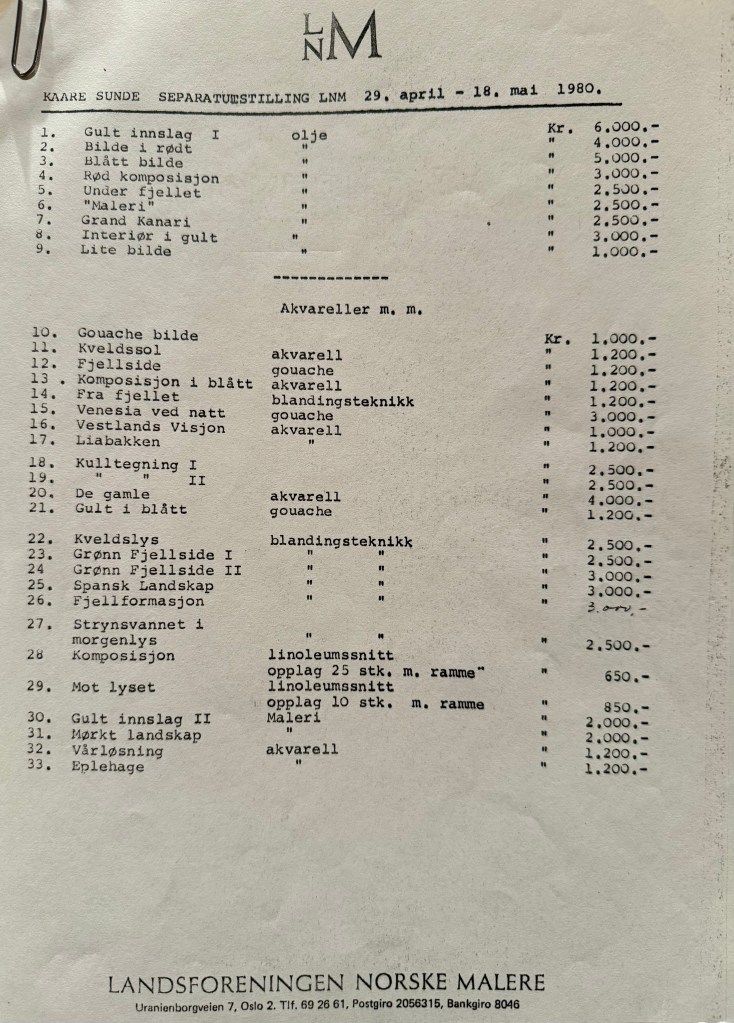 LNM
KAARE SUNDE SEPARATUTSTILLING LNM 29. april - 18. mai 1980.
1. Gult innslag I olje Kr. 6.000.-
2. Bilde i rødt " " 4.000.-
3. Blått bilde " " 5.000.-
4. Rød komposisjon " " 3.000.-
5. Under fjellet " " 2.500.-
6. "Maleri" " " 2.500.-
7. Grand Kanari " " 2.500.-
8. Interiør i gult " " 3.000.-
9. Lite bilde " " 1.000.-
-------------
Akvareller m. m.
10. Gouache bilde Kr. 1.000.-
11. Kveldssol akvarell " 1.200.-
12. Fjellside gouache " 1.200.-
13 . Komposisjon i blått akvarell " 1.200.-
14. Fra fjellet blandingsteknikk " 1.200.-
15. Venesia ved natt gouache " 3.000.-
16. Vestlands Visjon akvarell " 1.000.-
17. Liabakken " " 1.200.-
18. Kulltegning I " 2.500.-
19. " " II " 2.500.-
20. De gamle akvarell " 4.000.-
21. Gult i blått gouache " 1.200.-
22. Kveldslys blandingsteknikk " 2.500.-
23. Grønn Fjellside I " " " 2.500.-
24 Grønn Fjellside II " " " 3.000.-
25. Spansk Landskap " " " 3.000.-
26. Fjellformasjon " " " 3.000.-
27. Strynsvannet i
morgenlys " " " 2.500.-
28 Komposisjon linoleumssnitt
opplag 25 stk. m. ramme" " 650.-
29. Mot lyset linoleumssnitt
opplag 10 stk. m. ramme " 850.-
30. Gult innslag II Maleri " 2.000.-
31. Mørkt landskap " " 2.000.-
32. Vårløsning akvarell " 1.200.-
33. Eplehage " " 1.200.-
LANDSFORENINGEN NORSKE MALERE
Uranienborgveien 7, Oslo 2. Tlf. 69 26 61, Postgiro 2056315, Bankgiro 8046